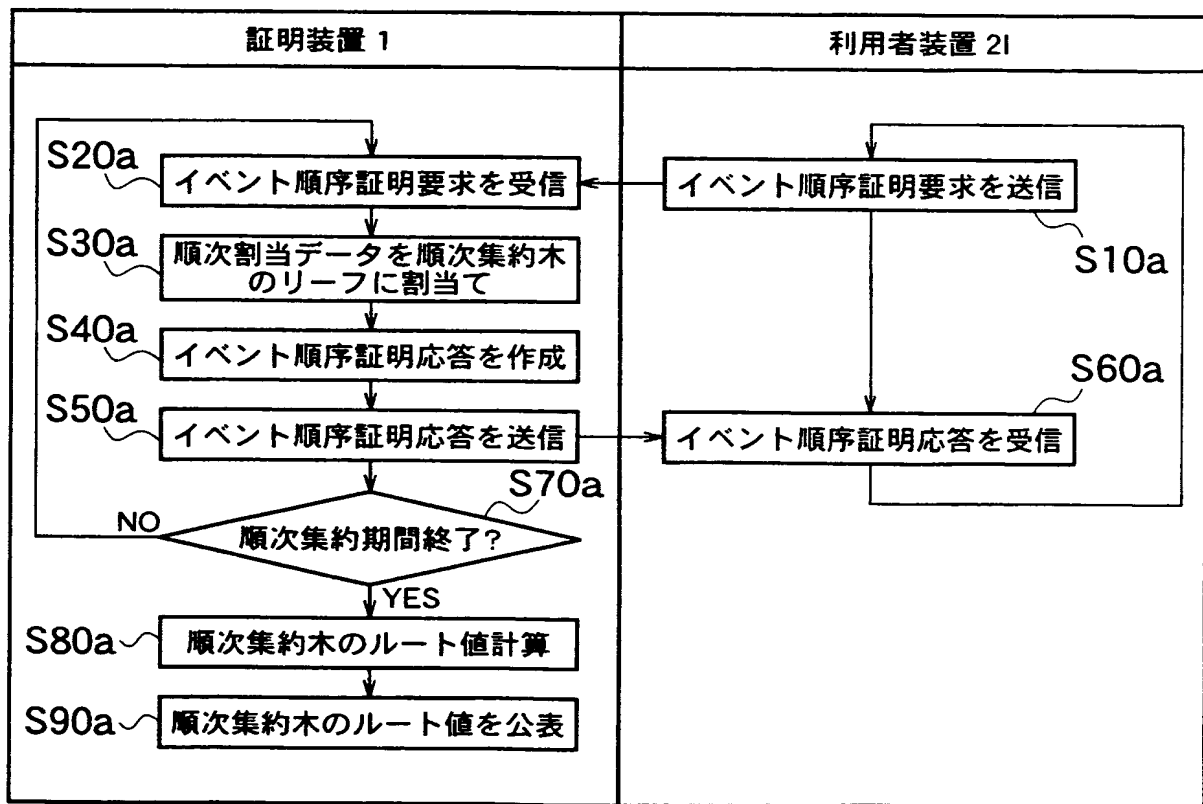 証明装置 1
利用者装置 2I
S20a
イベント順序証明要求を受信
イベント順序証明要求を送信
S10a
S30a
順次割当データを順次集約木
のリーフに割当て
S40a
イベント順序証明応答を作成
S50a
イベント順序証明応答を送信
S60a
イベント順序証明応答を受信
S70a
順次集約期間終了?
NO
YES
S80a
順次集約木のルート値計算
S90a
順次集約木のルート値を公表